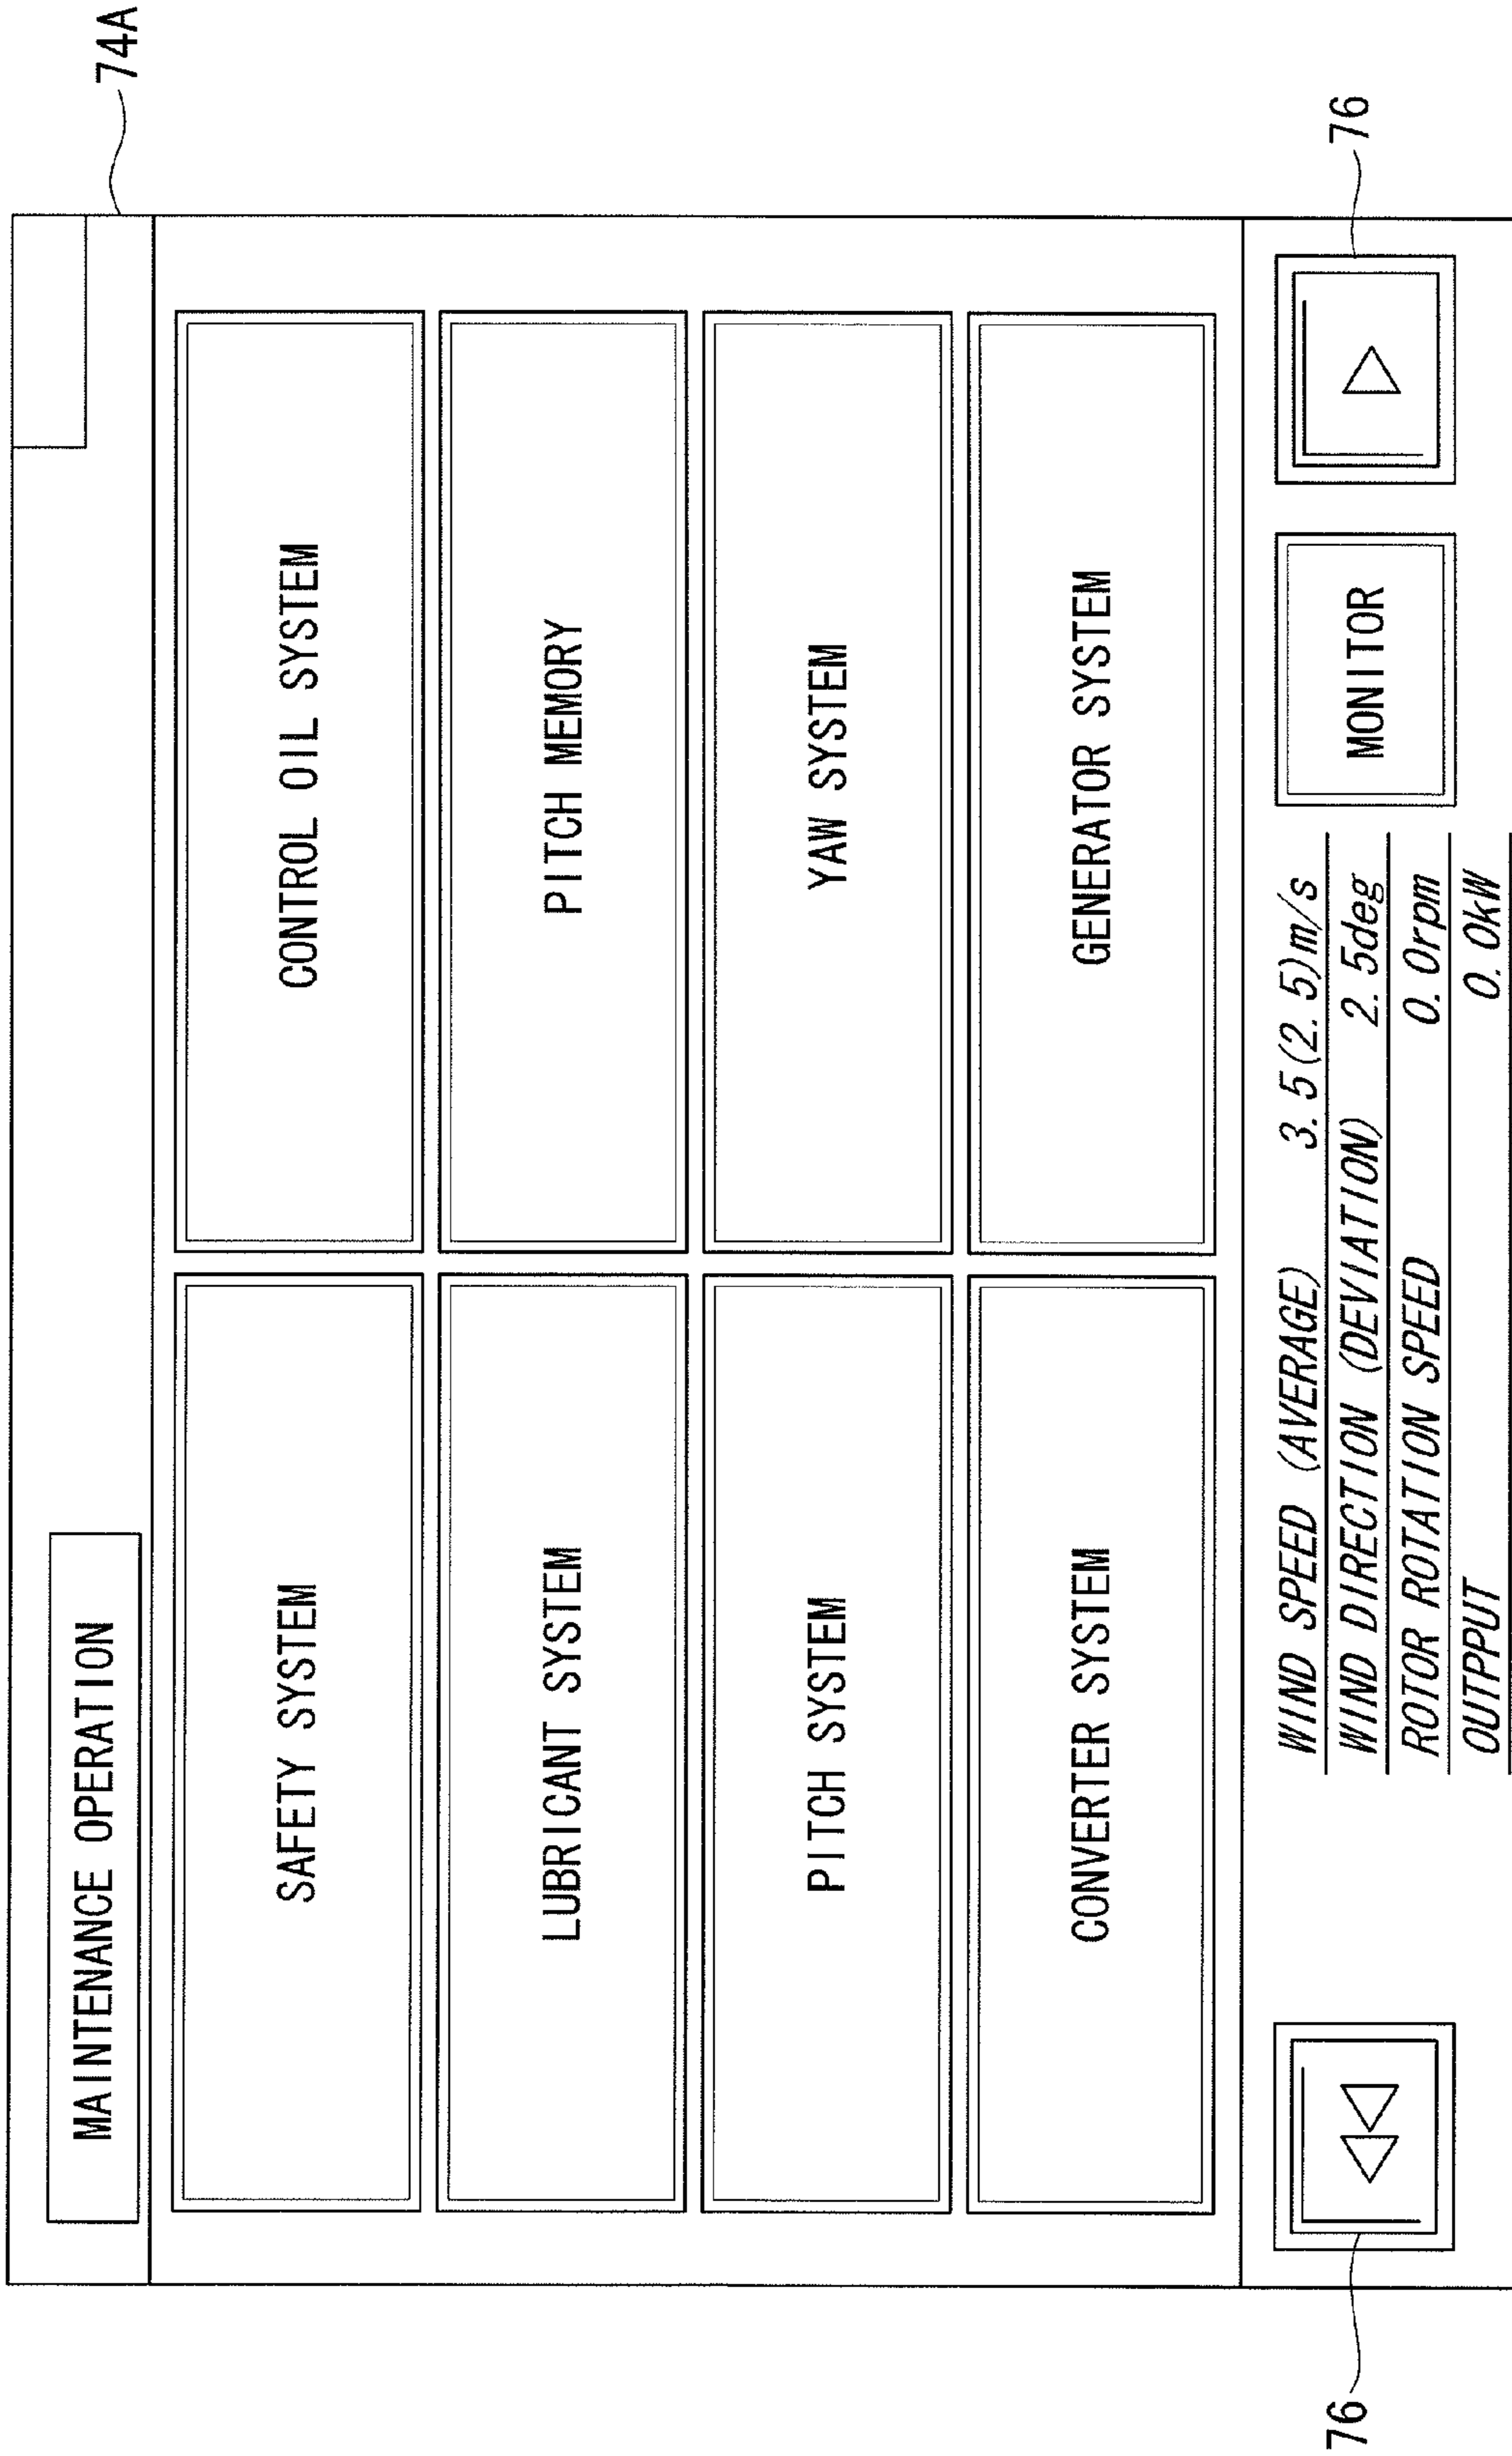 74A
MAINTENANCE OPERATION
SAFETY SYSTEM
CONTROL OIL SYSTEM
LUBRICANT SYSTEM
PITCH MEMORY
PITCH SYSTEM
YAW SYSTEM
CONVERTER SYSTEM
GENERATOR SYSTEM
76
WIND SPEED (AVERAGE) 3.5(2.5)m/s
WIND DIRECTION (DEVIATION) 2.5deg
ROTOR ROTATION SPEED 0.0rpm
OUTPPUT 0.0kW
MONITOR
76